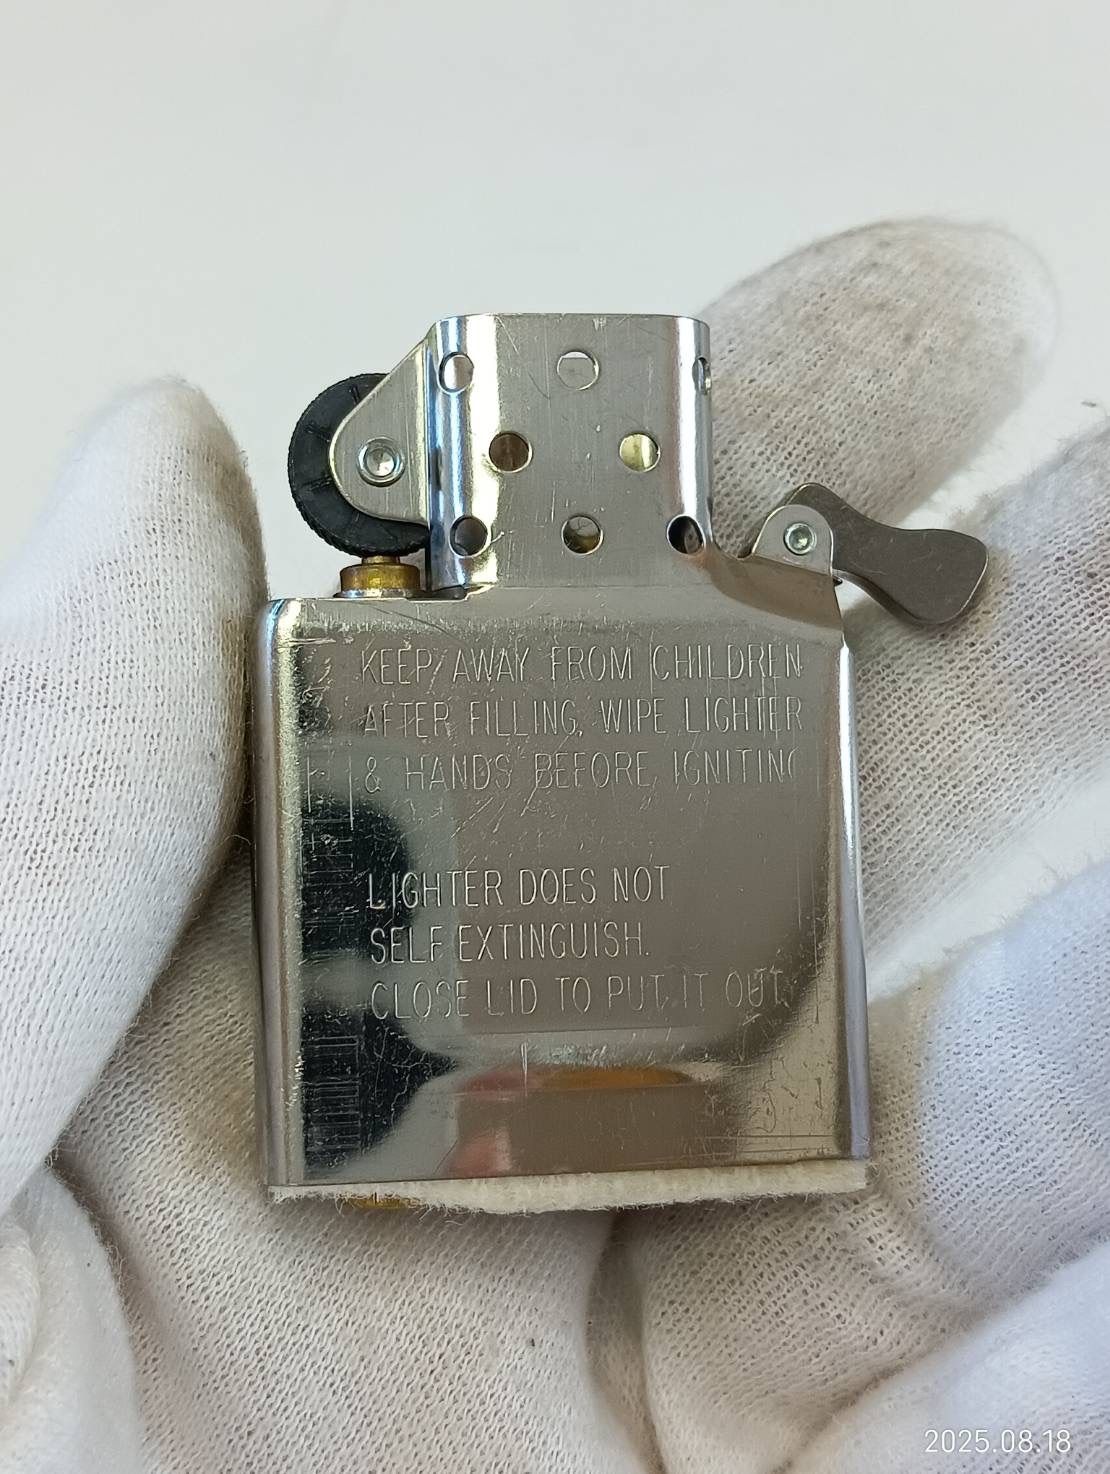 KEEP AWAY FROM CHILDREN
AFTER FILLING, WIPE LIGHTER
& HANDS BEFORE IGNITING
LIGHTER DOES NOT
SELF EXTINGUISH.
CLOSE LID TO PUT IT OUT.
2025.08.18